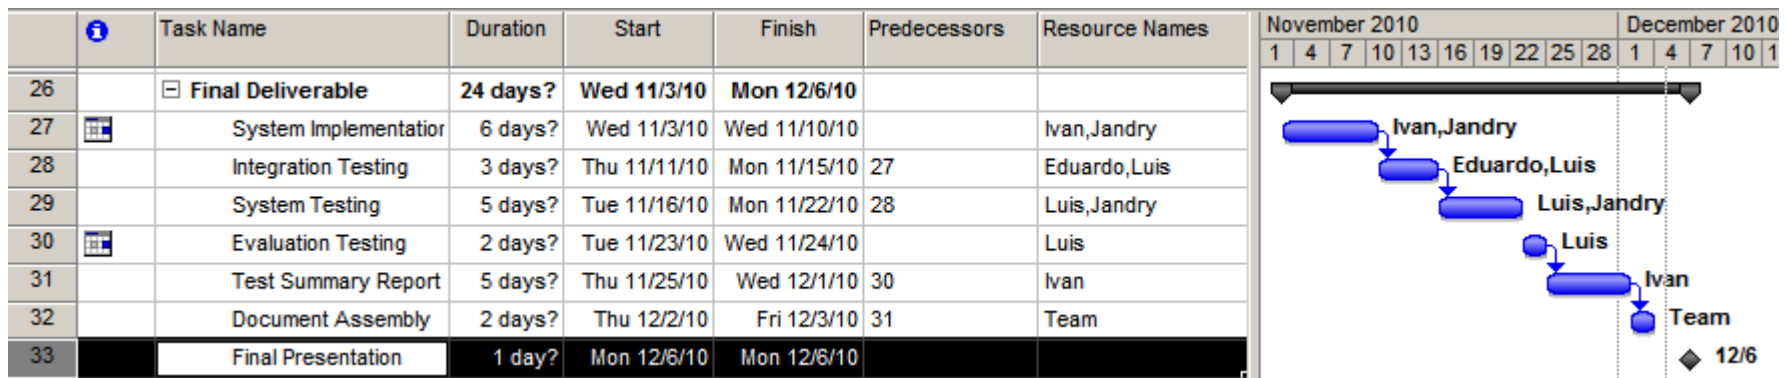 Task Name Duration Start Finish Predecessors Resource Names November 2010 December 2010
1 4 7 10 13 16 19 22 25 28 1 4 7 10 1
26 Final Deliverable 24 days? Wed 11/3/10 Mon 12/6/10
27 System Implementation 6 days? Wed 11/3/10 Wed 11/10/10 Ivan,Jandry Ivan,Jandry
28 Integration Testing 3 days? Thu 11/11/10 Mon 11/15/10 27 Eduardo,Luis Eduardo,Luis
29 System Testing 5 days? Tue 11/16/10 Mon 11/22/10 28 Luis,Jandry Luis,Jandry
30 Evaluation Testing 2 days? Tue 11/23/10 Wed 11/24/10 Luis Luis
31 Test Summary Report 5 days? Thu 11/25/10 Wed 12/1/10 30 Ivan Ivan
32 Document Assembly 2 days? Thu 12/2/10 Fri 12/3/10 31 Team Team
33 Final Presentation 1 day? Mon 12/6/10 Mon 12/6/10 12/6